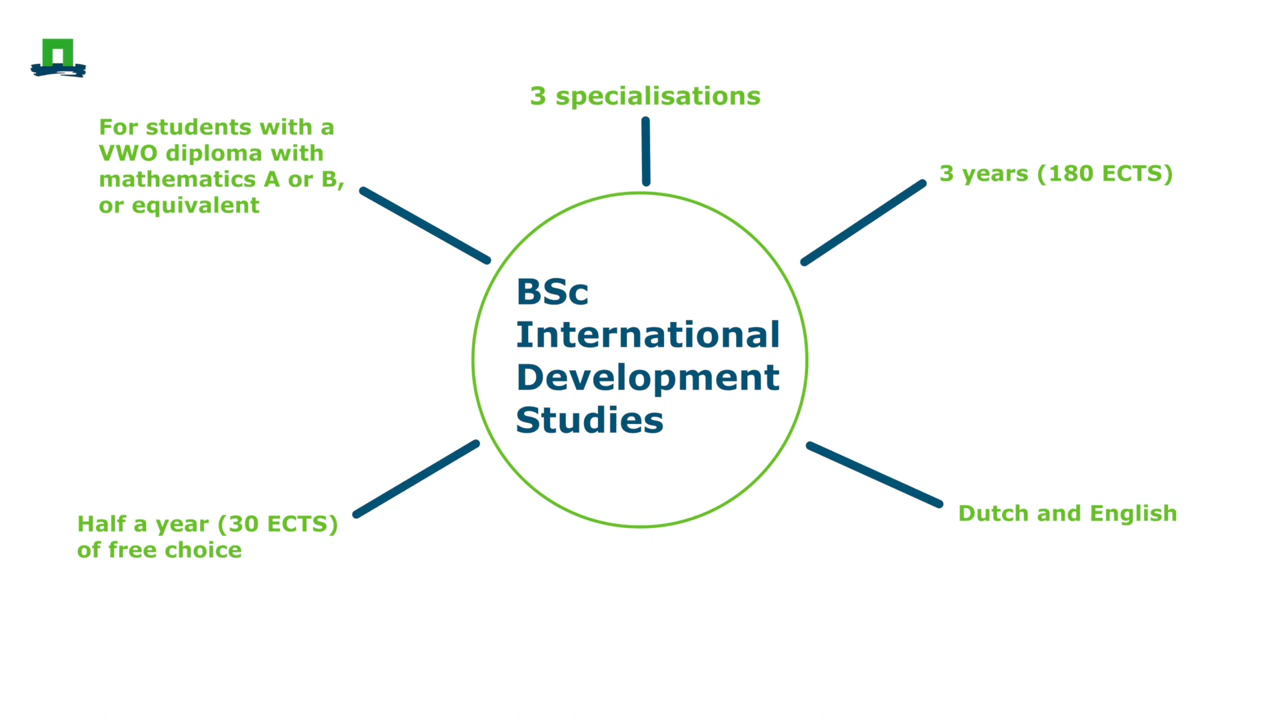 3 specialisations
For students with a
VWO diploma with
mathematics A or B,
or equivalent
3 years (180 ECTS)
BSc
International
Development
Studies
Half a year (30 ECTS)
of free choice
Dutch and English